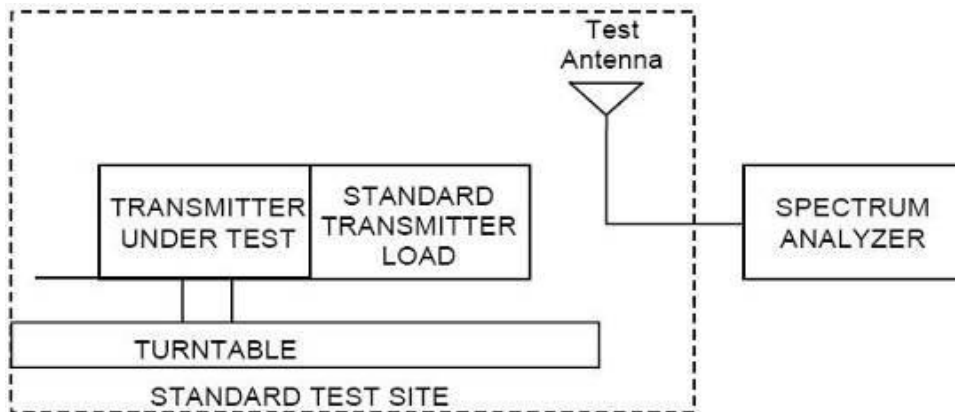 Test
Antenna
TRANSMITTER
UNDER TEST
STANDARD
TRANSMITTER
LOAD
SPECTRUM
ANALYZER
TURNTABLE
STANDARD TEST SITE